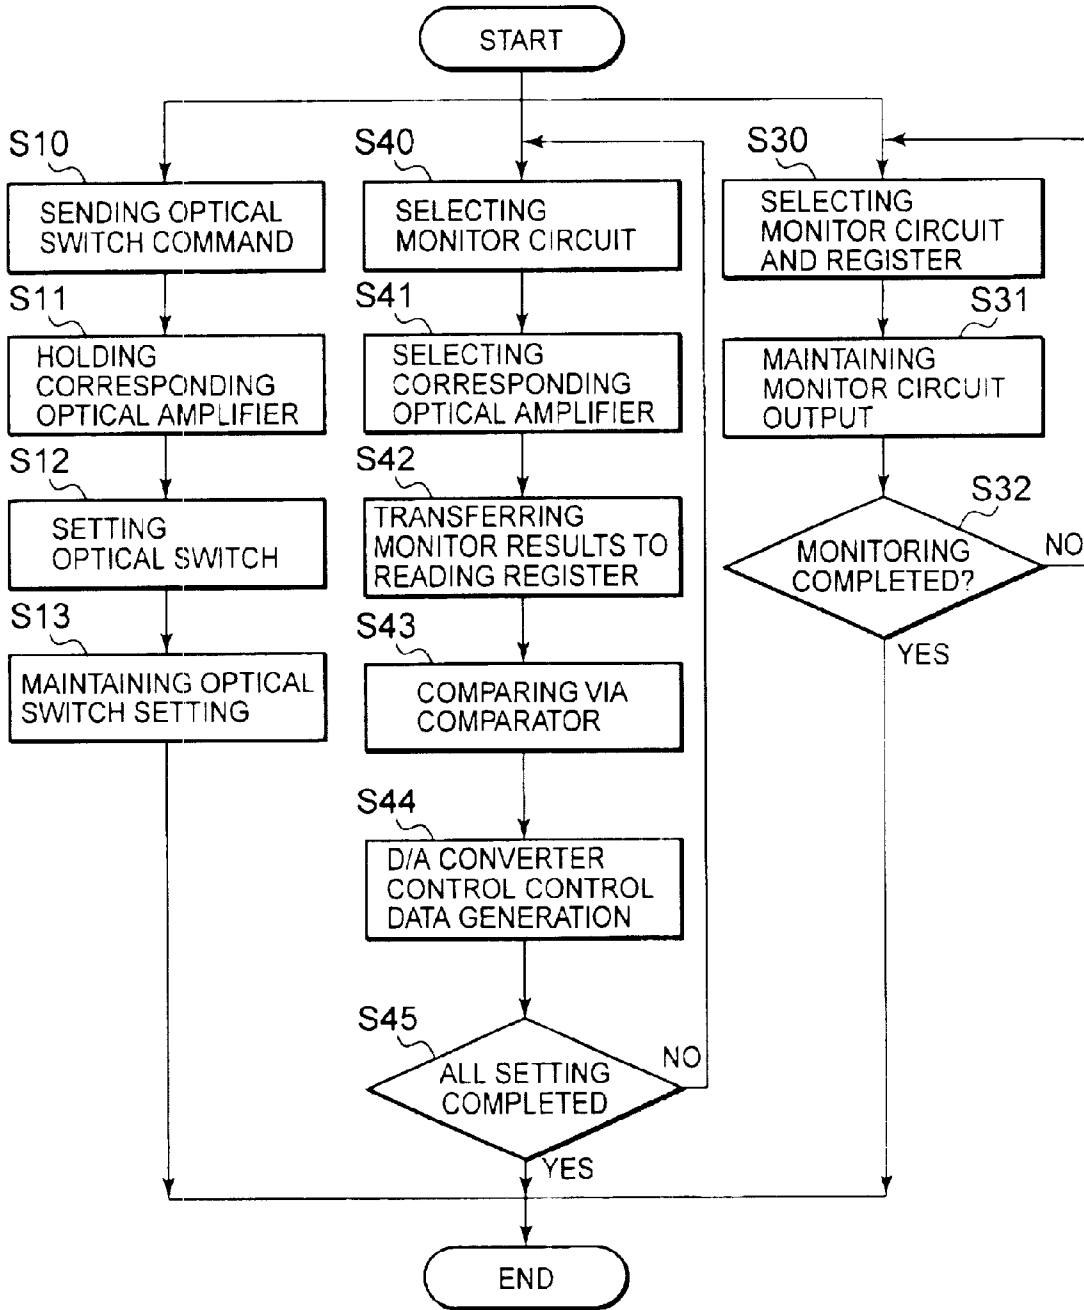 START
S10
SENDING OPTICAL
SWITCH COMMAND
S11
HOLDING
CORRESPONDING
OPTICAL AMPLIFIER
S12
SETTING
OPTICAL SWITCH
S13
MAINTAINING OPTICAL
SWITCH SETTING
S40
SELECTING
MONITOR CIRCUIT
S41
SELECTING
CORRESPONDING
OPTICAL AMPLIFIER
S42
TRANSFERRING
MONITOR RESULTS TO
READING REGISTER
S43
COMPARING VIA
COMPARATOR
S44
D/A CONVERTER
CONTROL CONTROL
DATA GENERATION
S45
ALL SETTING
COMPLETED
NO
YES
S30
SELECTING
MONITOR CIRCUIT
AND REGISTER
S31
MAINTAINING
MONITOR CIRCUIT
OUTPUT
S32
MONITORING
COMPLETED?
NO
YES
END